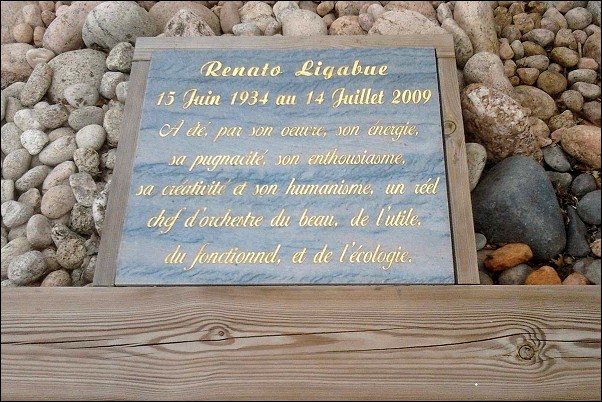 Renato Ligabue
15 Juin 1934 au 14 Juillet 2009
A été, par son oeuvre, son énergie,
sa pugnacité, son enthousiasme,
sa créativité et son humanisme, un réel
chef d'orchestre du beau, de l'utile,
du fonctionnel, et de l'écologie.